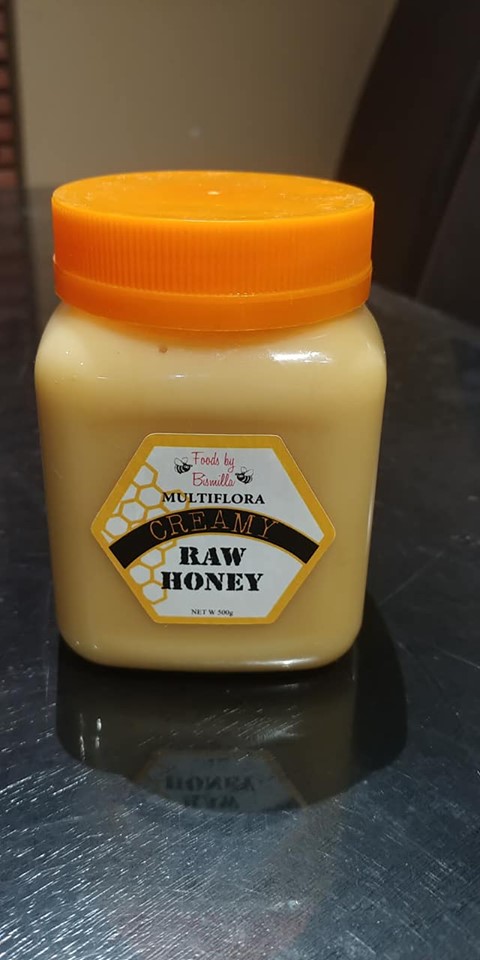 Foods by
Bismilla
MULTIFLORA
CREAMY
RAW
HONEY
NET W 500g